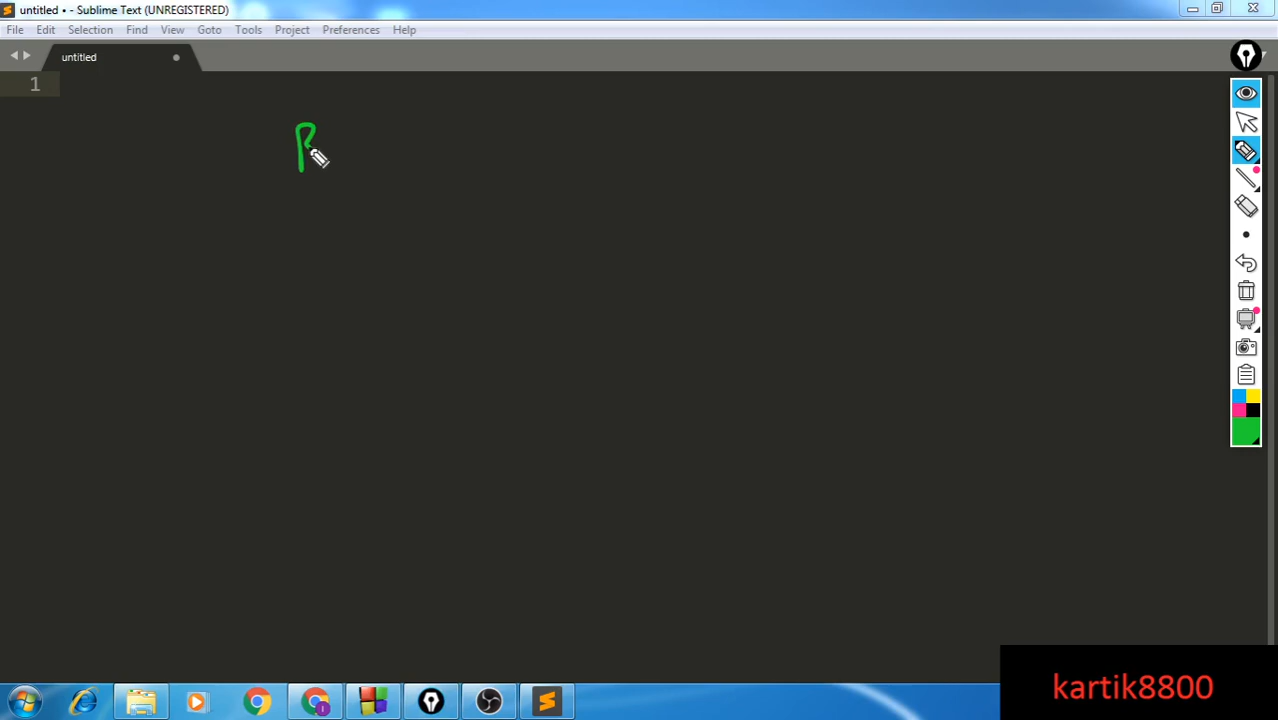 untitled • - Sublime Text (UNREGISTERED)
File Edit Selection Find View Goto Tools Project Preferences Help
untitled
1
R
kartik8800